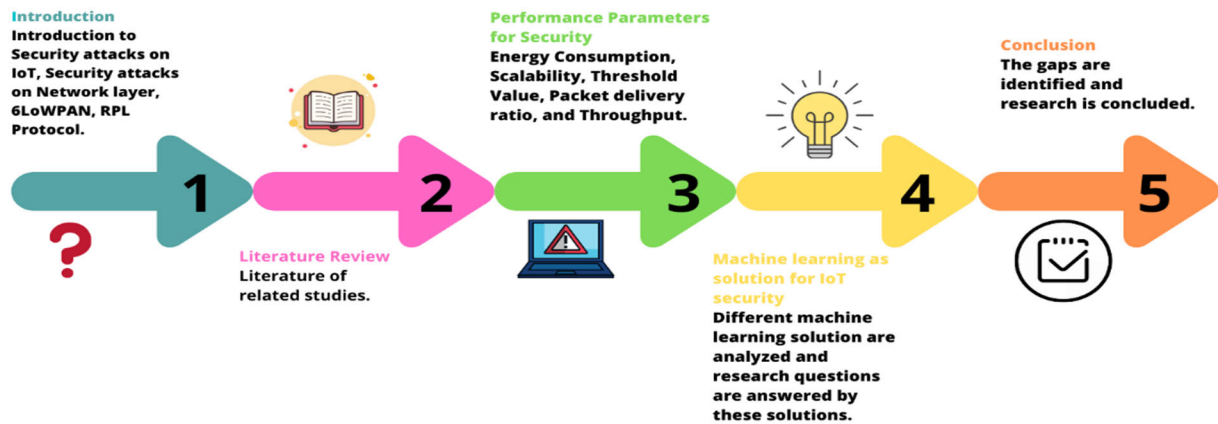 Introduction
Introduction to
Security attacks on
IoT, Security attacks
on Network layer,
6LoWPAN, RPL
Protocol.
1
Literature Review
Literature of
related studies.
2
Performance Parameters
for Security
Energy Consumption,
Scalability, Threshold
Value, Packet delivery
ratio, and Throughput.
3
Machine learning as
solution for IoT
security
Different machine
learning solution are
analyzed and
research questions
are answered by
these solutions.
4
Conclusion
The gaps are
identified and
research is concluded.
5